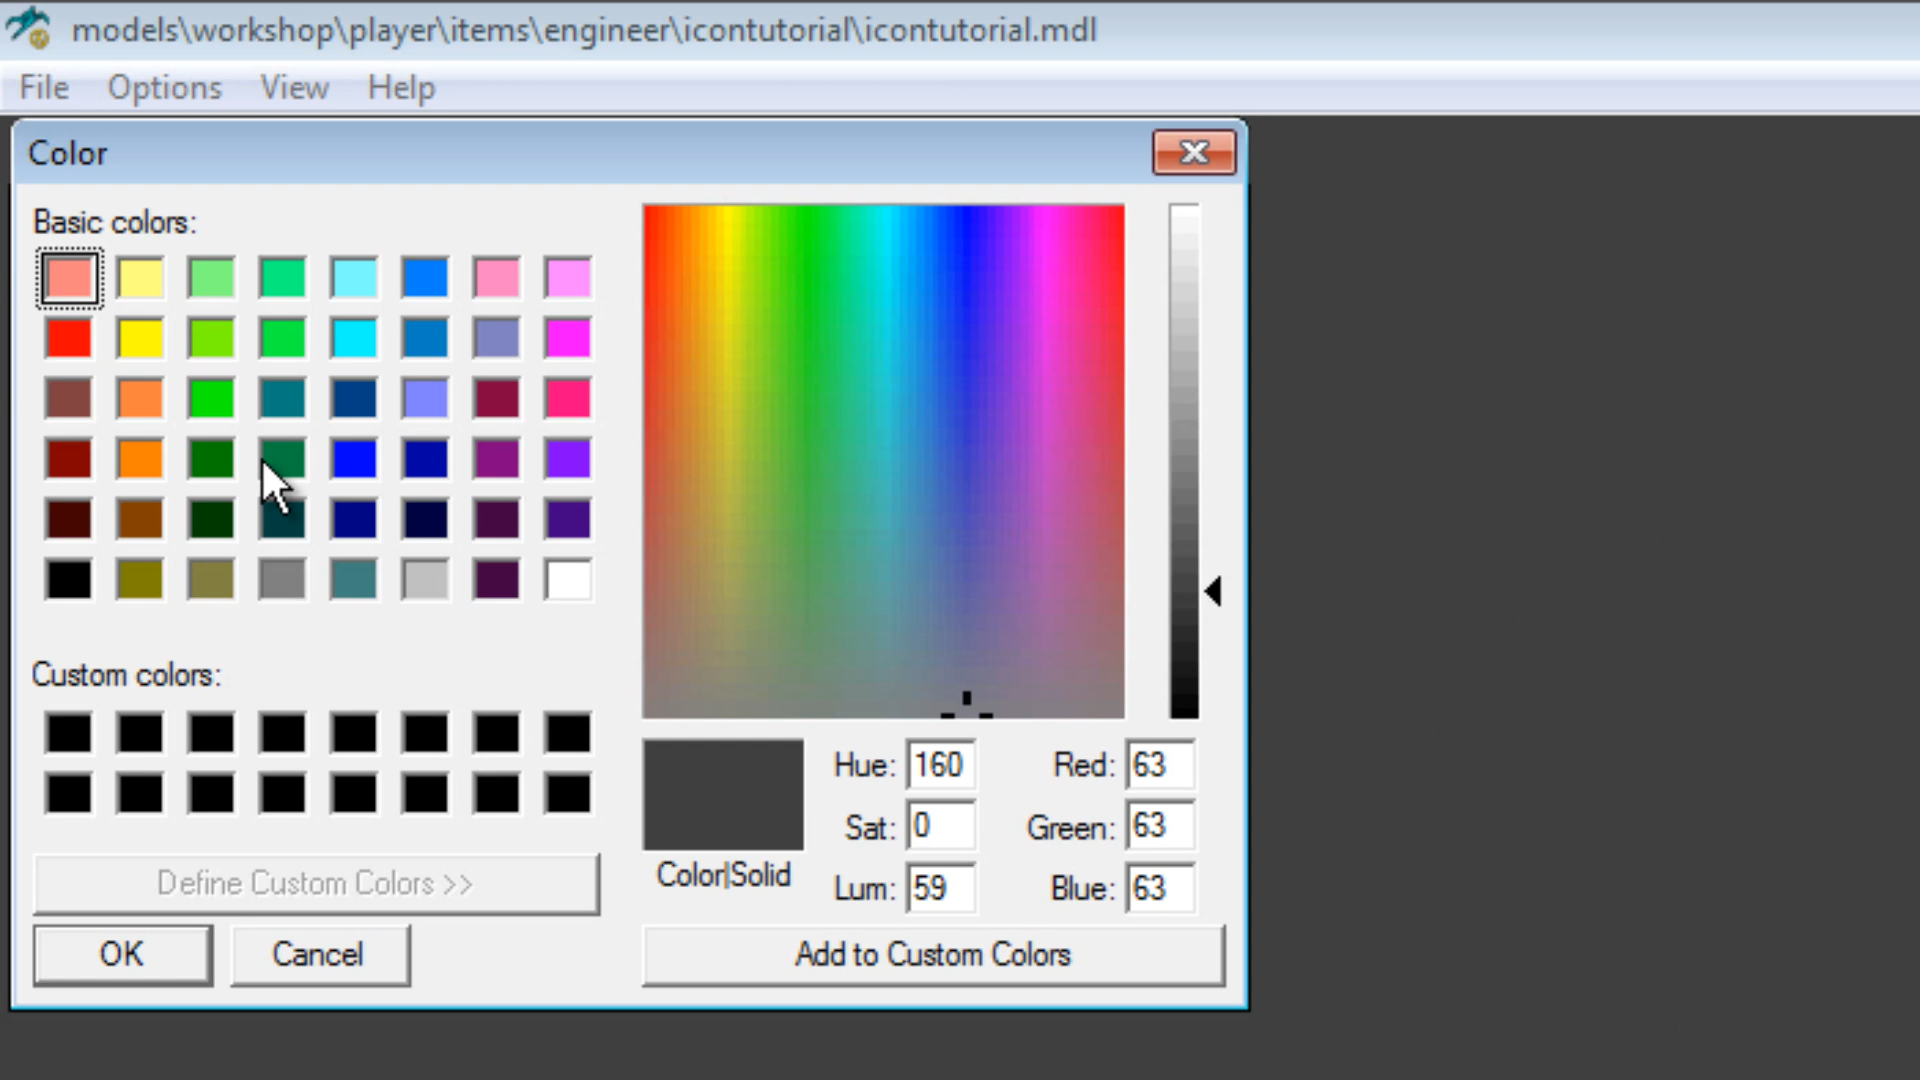 models\workshop\player\items\engineer\icontutorial\icontutorial.mdl
File Options View Help
Color
Basic colors:
Custom colors:
Define Custom Colors >>
OK Cancel
Color|Solid
Hue: 160 Red: 63
Sat: 0 Green: 63
Lum: 59 Blue: 63
Add to Custom Colors